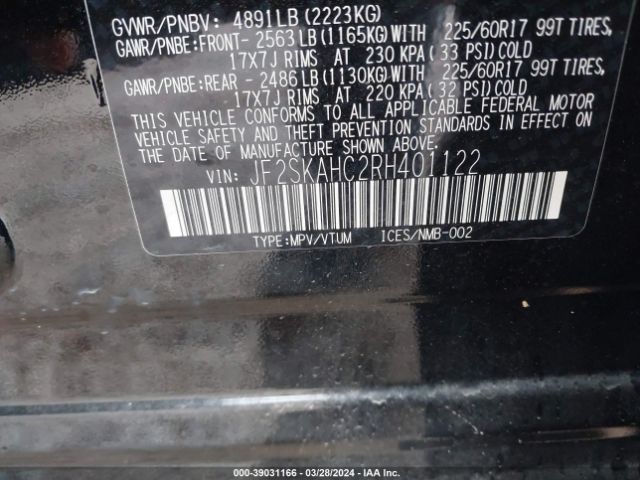 GVWR/PNBV: 4891LB (2223KG)
GAWR/PNBE:FRONT- 2563LB(1165KG)WITH 225/60R17 99T TIRES,
17X7J RIMS AT 230 KPA(33 PSI)COLD
GAWR/PNBE:REAR - 2486LB(1130KG)WITH 225/60R17 99T TIRES,
17X7J RIMS AT 220 KPA(32 PSI)COLD
THIS VEHICLE CONFORMS TO ALL APPLICABLE FEDERAL MOTOR
VEHICLE SAFETY AND THEFT PREVENTION STANDARDS IN EFFECT ON
THE DATE OF MANUFACTURE SHOWN ABOVE.
VIN: JF2SKAHC2RH401122
TYPE:MPV/VTUM ICES/NMB-002
000-39031166 — 03/28/2024 — IAA Inc.